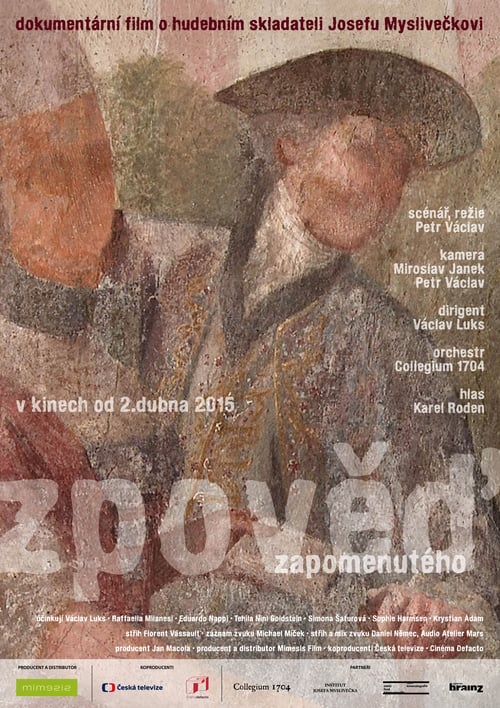 dokumentární film o hudebním skladateli Josefu Myslivečkovi
scénář, režie
Petr Václav
kamera
Miroslav Janek
Petr Václav
dirigent
Václav Luks
orchestr
Collegium 1704
hlas
Karel Roden
v kinech od 2.dubna 2015
zpověď
zapomenutého
účinkují Václav Luks · Raffaella Milanesi · Eduardo Nappi · Tehila Nini Goldstein · Simona Šaturová · Sophie Harmsen · Krystian Adam
střih Florent Vassault · záznam zvuku Michael Míček · střih a mix zvuku Daniel Němec, Audio Atelier Mars
producent Jan Macola · producent a distributor Mimesis Film · koproducenti Česká televize · Cinéma Defacto
PRODUCENT A DISTRIBUTOR
KOPRODUCENTI
PARTNEŘI
mimesis
Česká televize
Collegium 1704
INSTITUT
JOSEFA MYSLIVEČKA
brainz